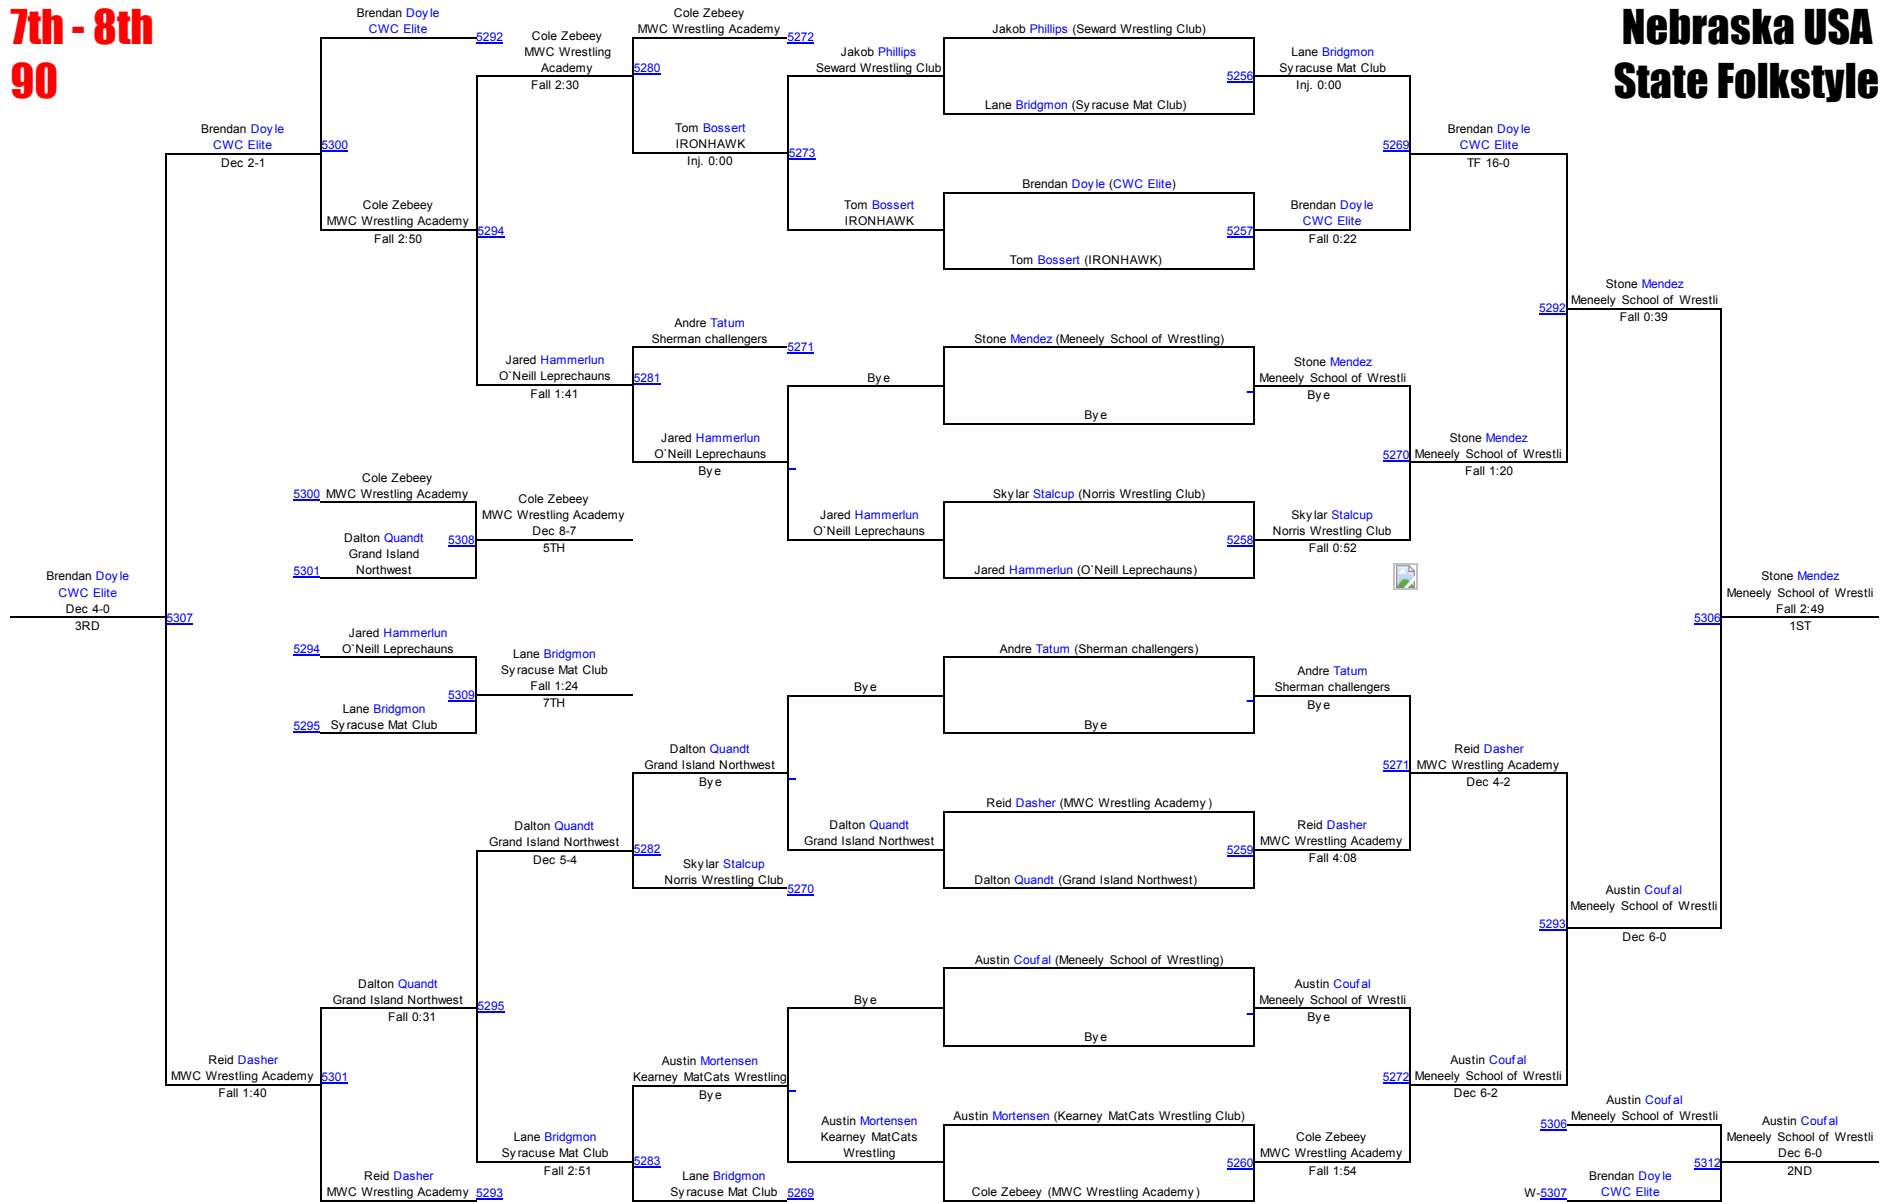 7th - 8th
90
Nebraska USA
State Folkstyle
Brendan Doyle
CWC Elite
5292
Cole Zebeey
MWC Wrestling
Academy
Fall 2:30
Cole Zebeey
MWC Wrestling Academy
5272
5280
Jakob Phillips
Seward Wrestling Club
Jakob Phillips (Seward Wrestling Club)
5256
Lane Bridgmon (Syracuse Mat Club)
Lane Bridgmon
Syracuse Mat Club
Inj. 0:00
Brendan Doyle
CWC Elite
Dec 2-1
5300
Tom Bossert
IRONHAWK
Inj. 0:00
5273
5269
Brendan Doyle
CWC Elite
TF 16-0
Cole Zebeey
MWC Wrestling Academy
Fall 2:50
5294
Tom Bossert
IRONHAWK
Brendan Doyle (CWC Elite)
5257
Tom Bossert (IRONHAWK)
Brendan Doyle
CWC Elite
Fall 0:22
Stone Mendez
Meneely School of Wrestli
5292
Fall 0:39
Andre Tatum
Sherman challengers
5271
Jared Hammerlun
O`Neill Leprechauns
5281
Fall 1:41
Bye
Stone Mendez (Meneely School of Wrestling)
Bye
Stone Mendez
Meneely School of Wrestli
Bye
Jared Hammerlun
O`Neill Leprechauns
Bye
5270
Stone Mendez
Meneely School of Wrestli
Fall 1:20
5300
Cole Zebeey
MWC Wrestling Academy
Dalton Quandt
Grand Island
Northwest
5301
5308
Cole Zebeey
MWC Wrestling Academy
Dec 8-7
5TH
Jared Hammerlun
O`Neill Leprechauns
Skylar Stalcup (Norris Wrestling Club)
5258
Jared Hammerlun (O`Neill Leprechauns)
Skylar Stalcup
Norris Wrestling Club
Fall 0:52
Brendan Doyle
CWC Elite
Dec 4-0
3RD
5307
Stone Mendez
Meneely School of Wrestli
Fall 2:49
1ST
5306
Jared Hammerlun
5294 O`Neill Leprechauns
5309
Lane Bridgmon
5295 Syracuse Mat Club
Lane Bridgmon
Syracuse Mat Club
Fall 1:24
7TH
Bye
Andre Tatum (Sherman challengers)
Bye
Andre Tatum
Sherman challengers
Bye
Dalton Quandt
Grand Island Northwest
Bye
5271
Reid Dasher
MWC Wrestling Academy
Dec 4-2
Dalton Quandt
Grand Island Northwest
Dec 5-4
5282
Skylar Stalcup
Norris Wrestling Club
5270
Dalton Quandt
Grand Island Northwest
Reid Dasher (MWC Wrestling Academy)
5259
Dalton Quandt (Grand Island Northwest)
Reid Dasher
MWC Wrestling Academy
Fall 4:08
5293
Austin Coufal
Meneely School of Wrestli
Dec 6-0
Dalton Quandt
Grand Island Northwest
Fall 0:31
5295
Bye
Austin Coufal (Meneely School of Wrestling)
Bye
Austin Coufal
Meneely School of Wrestli
Bye
Reid Dasher
MWC Wrestling Academy
Fall 1:40
5301
Austin Mortensen
Kearney MatCats Wrestling
Bye
5272
Austin Coufal
Meneely School of Wrestli
Dec 6-2
Lane Bridgmon
Syracuse Mat Club
Fall 2:51
5283
Austin Mortensen
Kearney MatCats
Wrestling
Austin Mortensen (Kearney MatCats Wrestling Club)
5260
Cole Zebeey (MWC Wrestling Academy)
Cole Zebeey
MWC Wrestling Academy
Fall 1:54
Reid Dasher
MWC Wrestling Academy 5293
Lane Bridgmon
Syracuse Mat Club 5269
Austin Coufal
Meneely School of Wrestli
5306
5312
Brendan Doyle
W-5307 CWC Elite
Austin Coufal
Meneely School of Wrestli
Dec 6-0
2ND